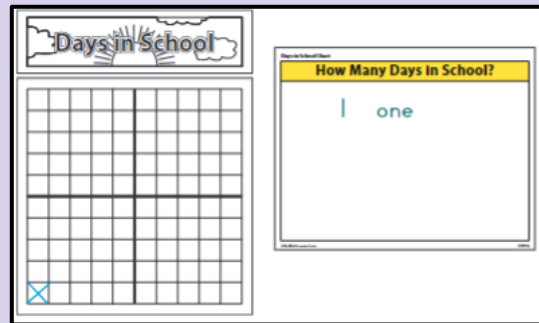 Days in School
Days in School Chart
How Many Days in School?
1 one